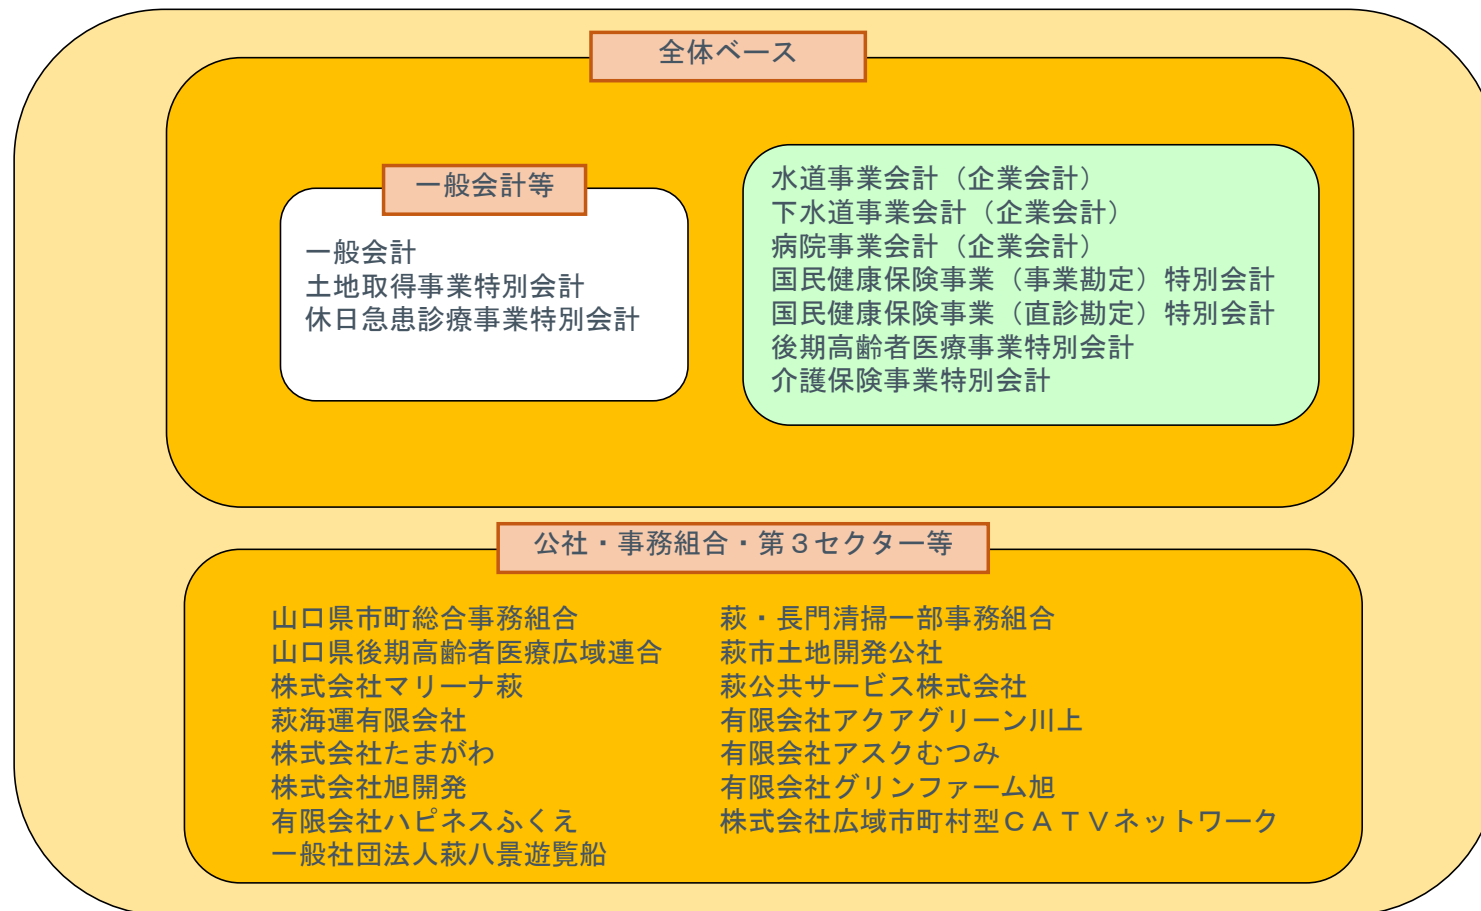 全体ベース
一般会計等
一般会計
土地取得事業特別会計
休日急患診療事業特別会計
水道事業会計（企業会計）
下水道事業会計（企業会計）
病院事業会計（企業会計）
国民健康保険事業（事業勘定）特別会計
国民健康保険事業（直診勘定）特別会計
後期高齢者医療事業特別会計
介護保険事業特別会計
公社・事務組合・第３セクター等
山口県市町総合事務組合
山口県後期高齢者医療広域連合
株式会社マリーナ萩
萩海運有限会社
株式会社たまがわ
株式会社旭開発
有限会社ハピネスふくえ
一般社団法人萩八景遊覧船
萩・長門清掃一部事務組合
萩市土地開発公社
萩公共サービス株式会社
有限会社アクアグリーン川上
有限会社アスクむつみ
有限会社グリンファーム旭
株式会社広域市町村型ＣＡＴＶネットワーク